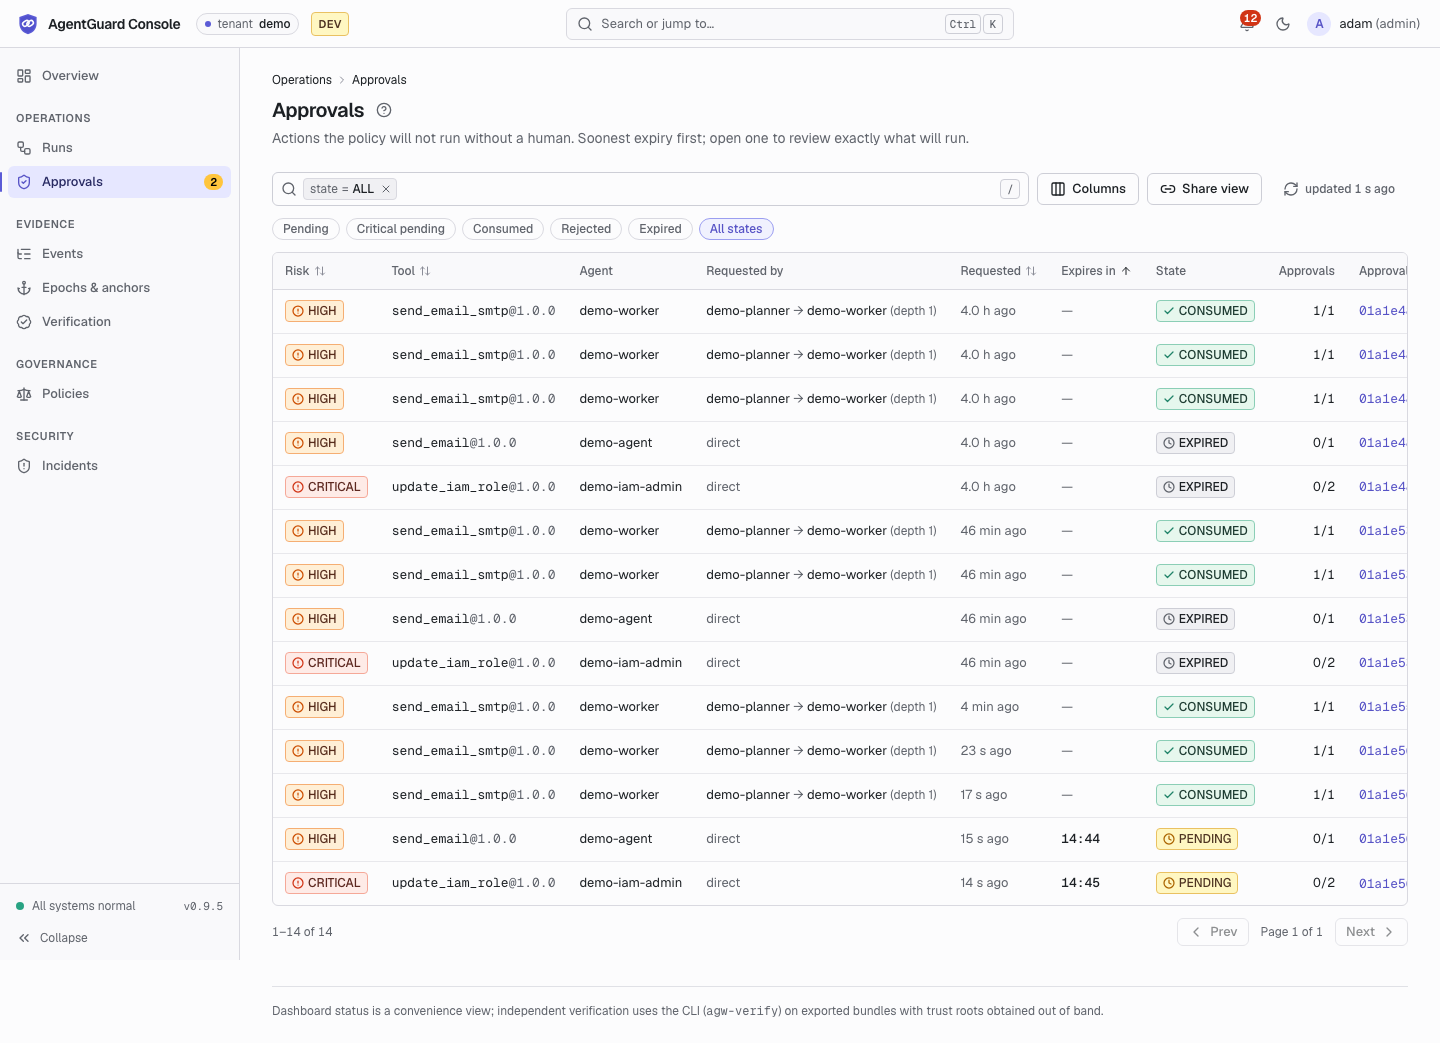 AgentGuard Console
tenant demo
DEV
Search or jump to…
Ctrl K
12
A
adam (admin)
Overview
OPERATIONS
Runs
Approvals 2
EVIDENCE
Events
Epochs & anchors
Verification
GOVERNANCE
Policies
SECURITY
Incidents
All systems normal v0.9.5
Collapse
Operations > Approvals
Approvals
Actions the policy will not run without a human. Soonest expiry first; open one to review exactly what will run.
state = ALL ×
/
Columns
Share view
updated 1 s ago
Pending Critical pending Consumed Rejected Expired All states
Risk Tool Agent Requested by Requested Expires in State Approvals Approval
HIGH send_email_smtp@1.0.0 demo-worker demo-planner → demo-worker (depth 1) 4.0 h ago — CONSUMED 1/1 01a1e4
HIGH send_email_smtp@1.0.0 demo-worker demo-planner → demo-worker (depth 1) 4.0 h ago — CONSUMED 1/1 01a1e4
HIGH send_email_smtp@1.0.0 demo-worker demo-planner → demo-worker (depth 1) 4.0 h ago — CONSUMED 1/1 01a1e4
HIGH send_email@1.0.0 demo-agent direct 4.0 h ago — EXPIRED 0/1 01a1e4
CRITICAL update_iam_role@1.0.0 demo-iam-admin direct 4.0 h ago — EXPIRED 0/2 01a1e4
HIGH send_email_smtp@1.0.0 demo-worker demo-planner → demo-worker (depth 1) 46 min ago — CONSUMED 1/1 01a1e5
HIGH send_email_smtp@1.0.0 demo-worker demo-planner → demo-worker (depth 1) 46 min ago — CONSUMED 1/1 01a1e5
HIGH send_email@1.0.0 demo-agent direct 46 min ago — EXPIRED 0/1 01a1e5
CRITICAL update_iam_role@1.0.0 demo-iam-admin direct 46 min ago — EXPIRED 0/2 01a1e5
HIGH send_email_smtp@1.0.0 demo-worker demo-planner → demo-worker (depth 1) 4 min ago — CONSUMED 1/1 01a1e5
HIGH send_email_smtp@1.0.0 demo-worker demo-planner → demo-worker (depth 1) 23 s ago — CONSUMED 1/1 01a1e5
HIGH send_email_smtp@1.0.0 demo-worker demo-planner → demo-worker (depth 1) 17 s ago — CONSUMED 1/1 01a1e5
HIGH send_email@1.0.0 demo-agent direct 15 s ago 14:44 PENDING 0/1 01a1e5
CRITICAL update_iam_role@1.0.0 demo-iam-admin direct 14 s ago 14:45 PENDING 0/2 01a1e5
1–14 of 14
Prev Page 1 of 1 Next
Dashboard status is a convenience view; independent verification uses the CLI (agw-verify) on exported bundles with trust roots obtained out of band.